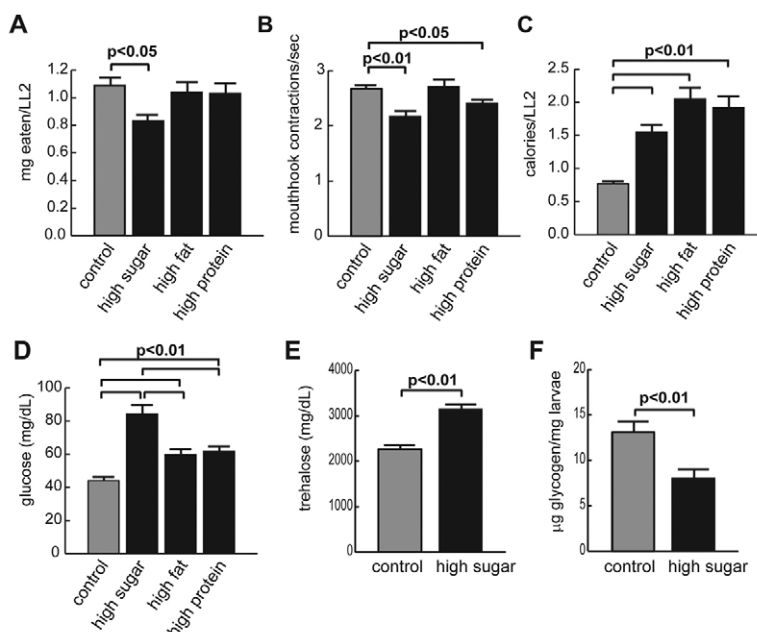 A
p<0.05
mg eaten/LL2
1.2
1.0
0.8
0.6
0.4
0.2
0.0
control
high sugar
high fat
high protein
B
p<0.05
p<0.01
mouthhook contractions/sec
3
2
1
0
control
high sugar
high fat
high protein
C
p<0.01
calories/LL2
2.5
2.0
1.5
1.0
0.5
0.0
control
high sugar
high fat
high protein
D
p<0.01
glucose (mg/dL)
100
80
60
40
20
0
control
high sugar
high fat
high protein
E
p<0.01
trehalose (mg/dL)
4000
3000
2000
1000
0
control
high sugar
F
p<0.01
µg glycogen/mg larvae
20
15
10
5
0
control
high sugar